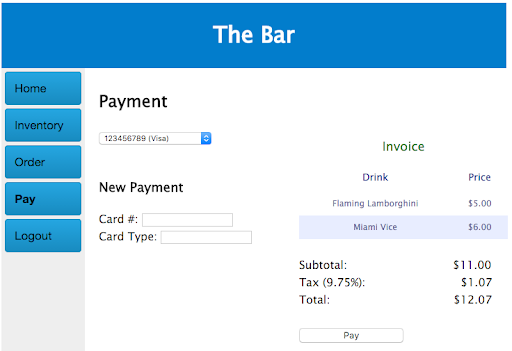 The Bar
Home
Inventory
Order
Pay
Logout
Payment
123456789 (Visa)
New Payment
Card #:
Card Type:
Invoice
Drink Price
Flaming Lamborghini $5.00
Miami Vice $6.00
Subtotal: $11.00
Tax (9.75%): $1.07
Total: $12.07
Pay